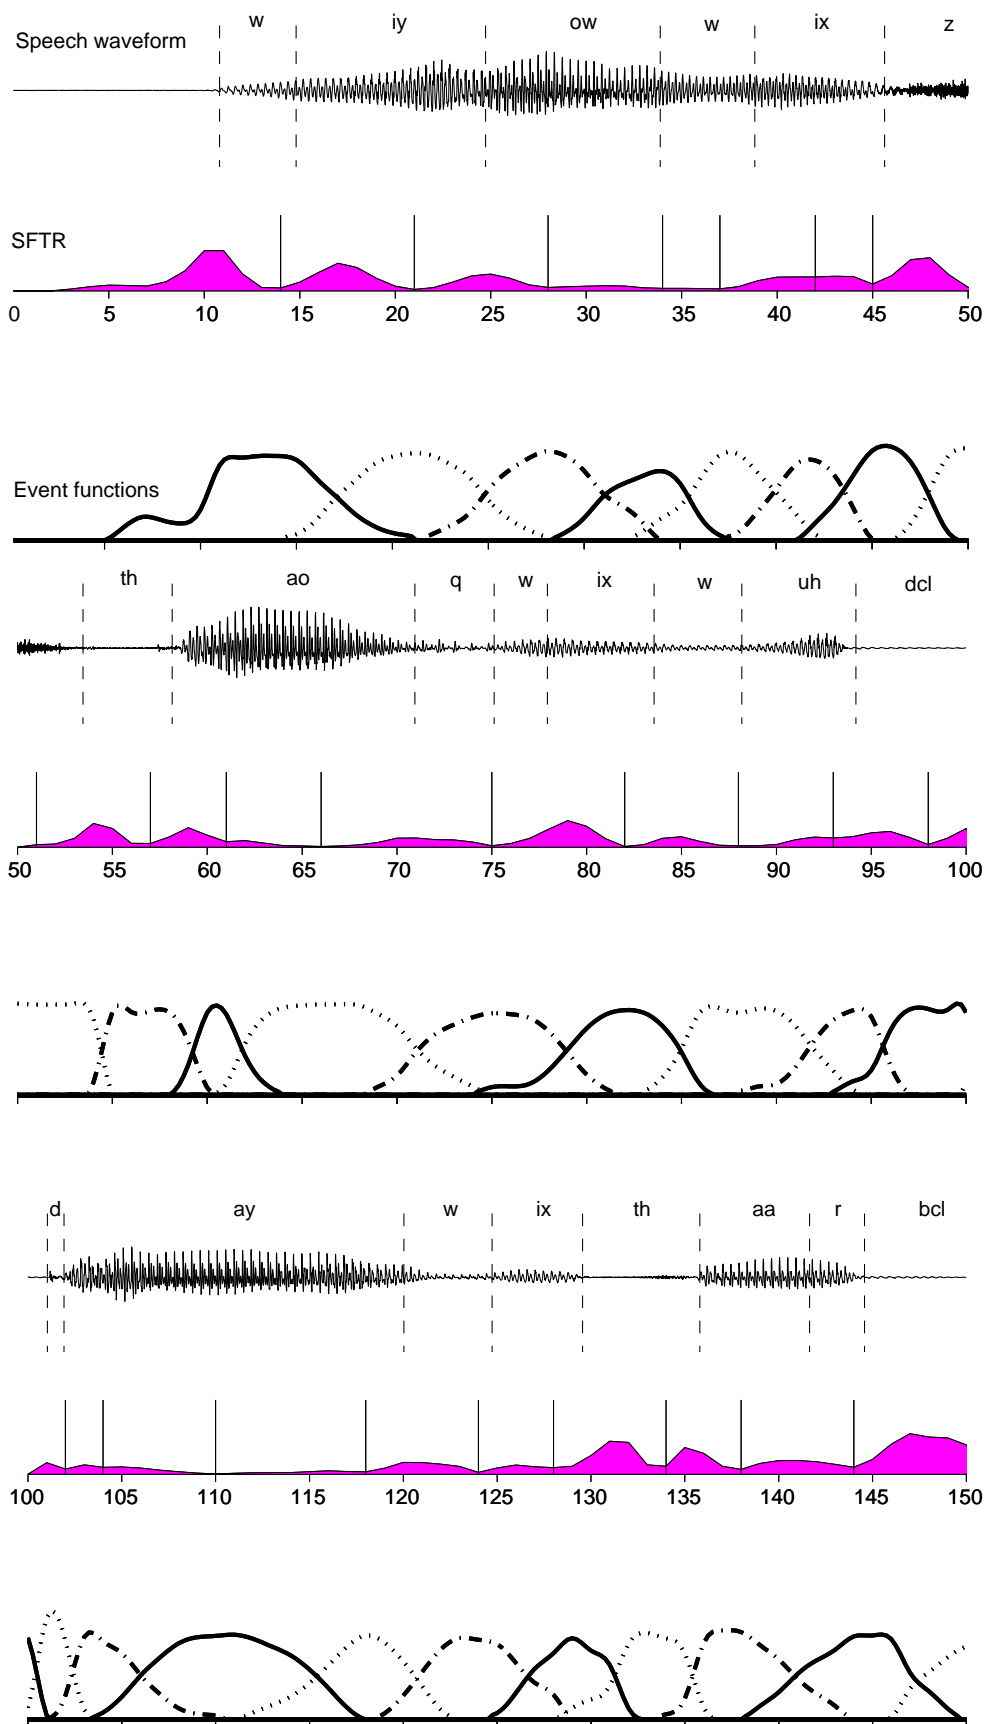 w iy ow w ix z
Speech waveform
SFTR
0 5 10 15 20 25 30 35 40 45 50
Event functions
th ao q w ix w uh dcl
50 55 60 65 70 75 80 85 90 95 100
d ay w ix th aa r bcl
100 105 110 115 120 125 130 135 140 145 150